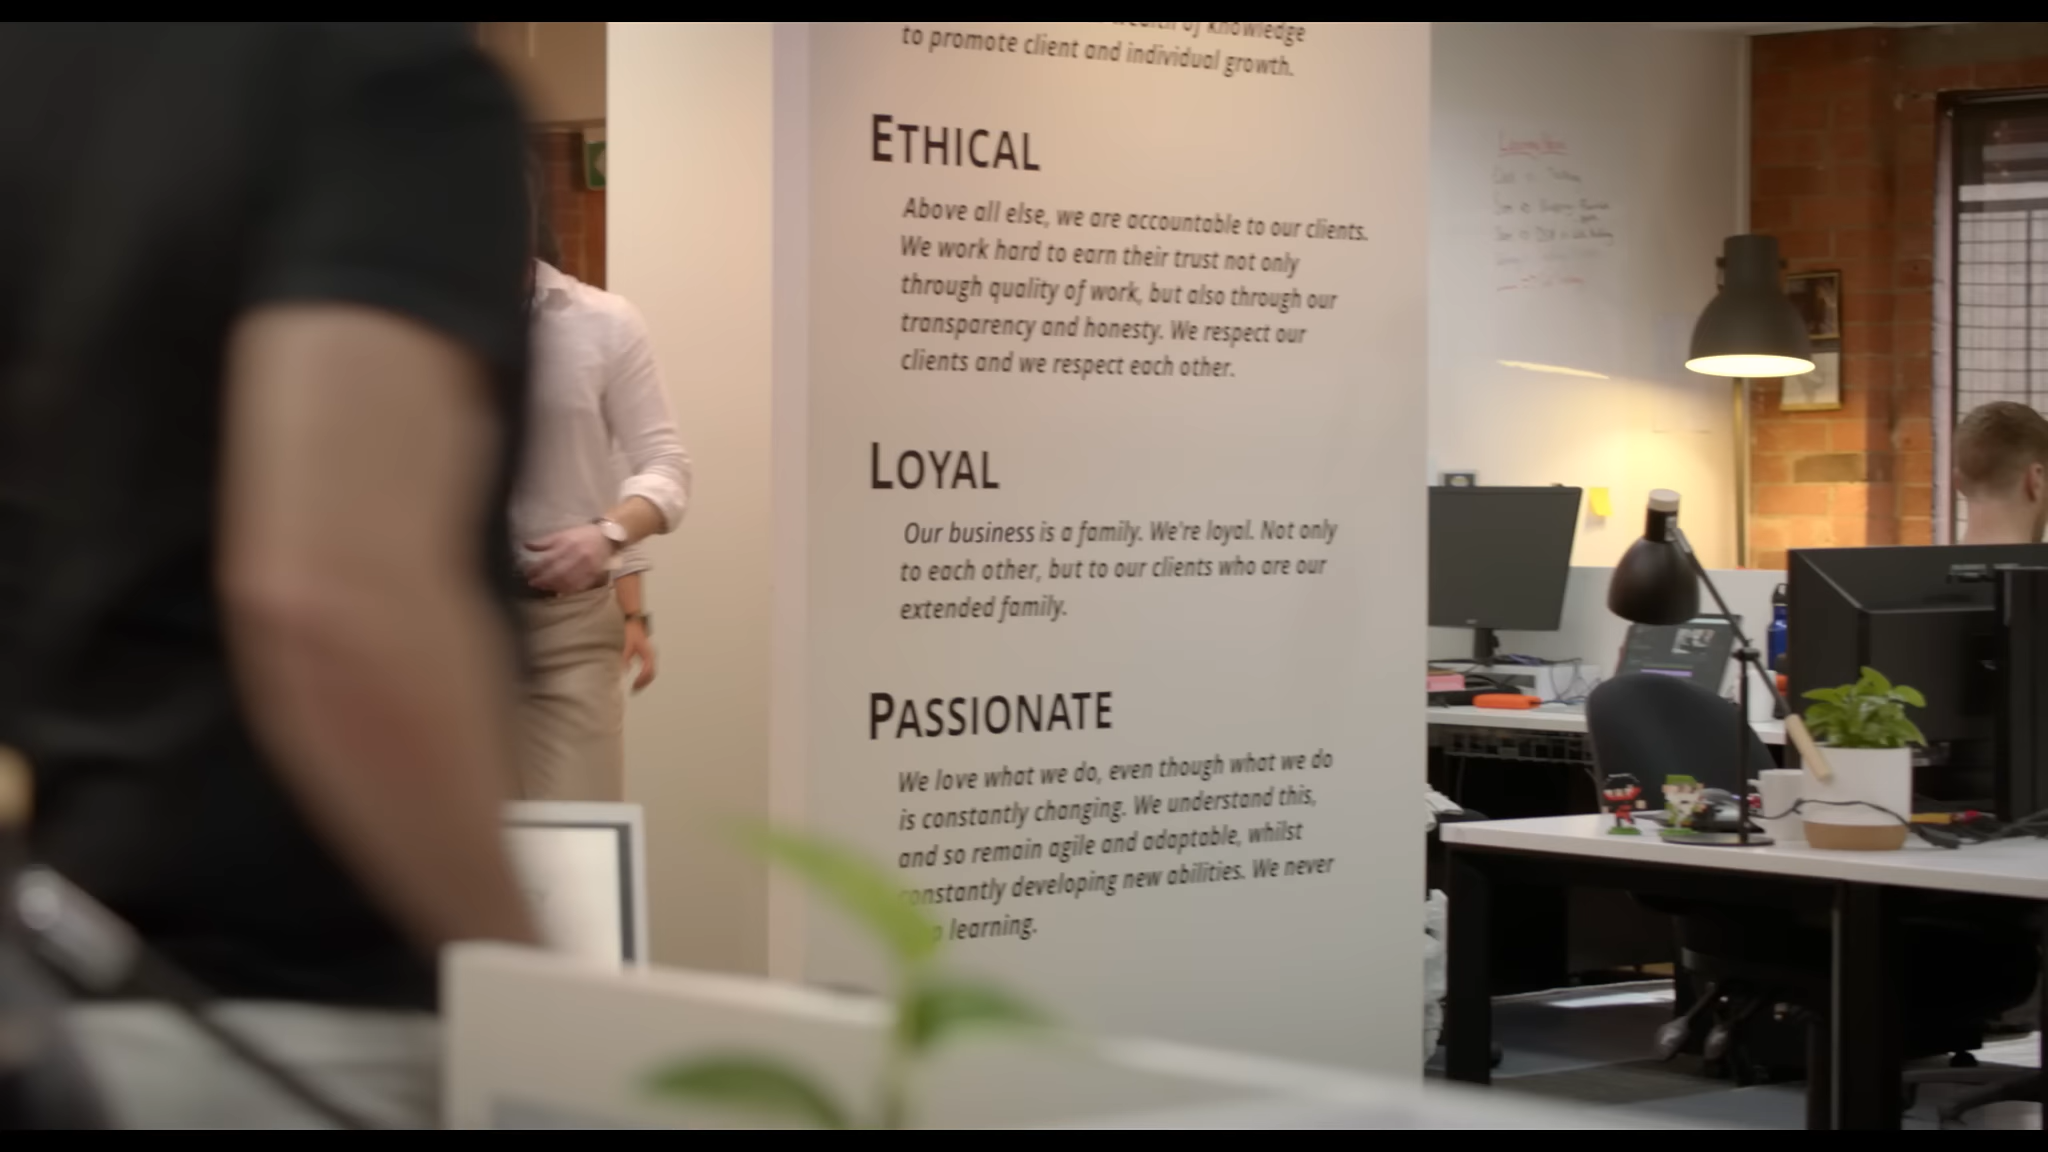 of knowledge
to promote client and individual growth.
ETHICAL
Above all else, we are accountable to our clients.
We work hard to earn their trust not only
through quality of work, but also through our
transparency and honesty. We respect our
clients and we respect each other.
LOYAL
Our business is a family. We're loyal. Not only
to each other, but to our clients who are our
extended family.
PASSIONATE
We love what we do, even though what we do
is constantly changing. We understand this,
and so remain agile and adaptable, whilst
constantly developing new abilities. We never
learning.